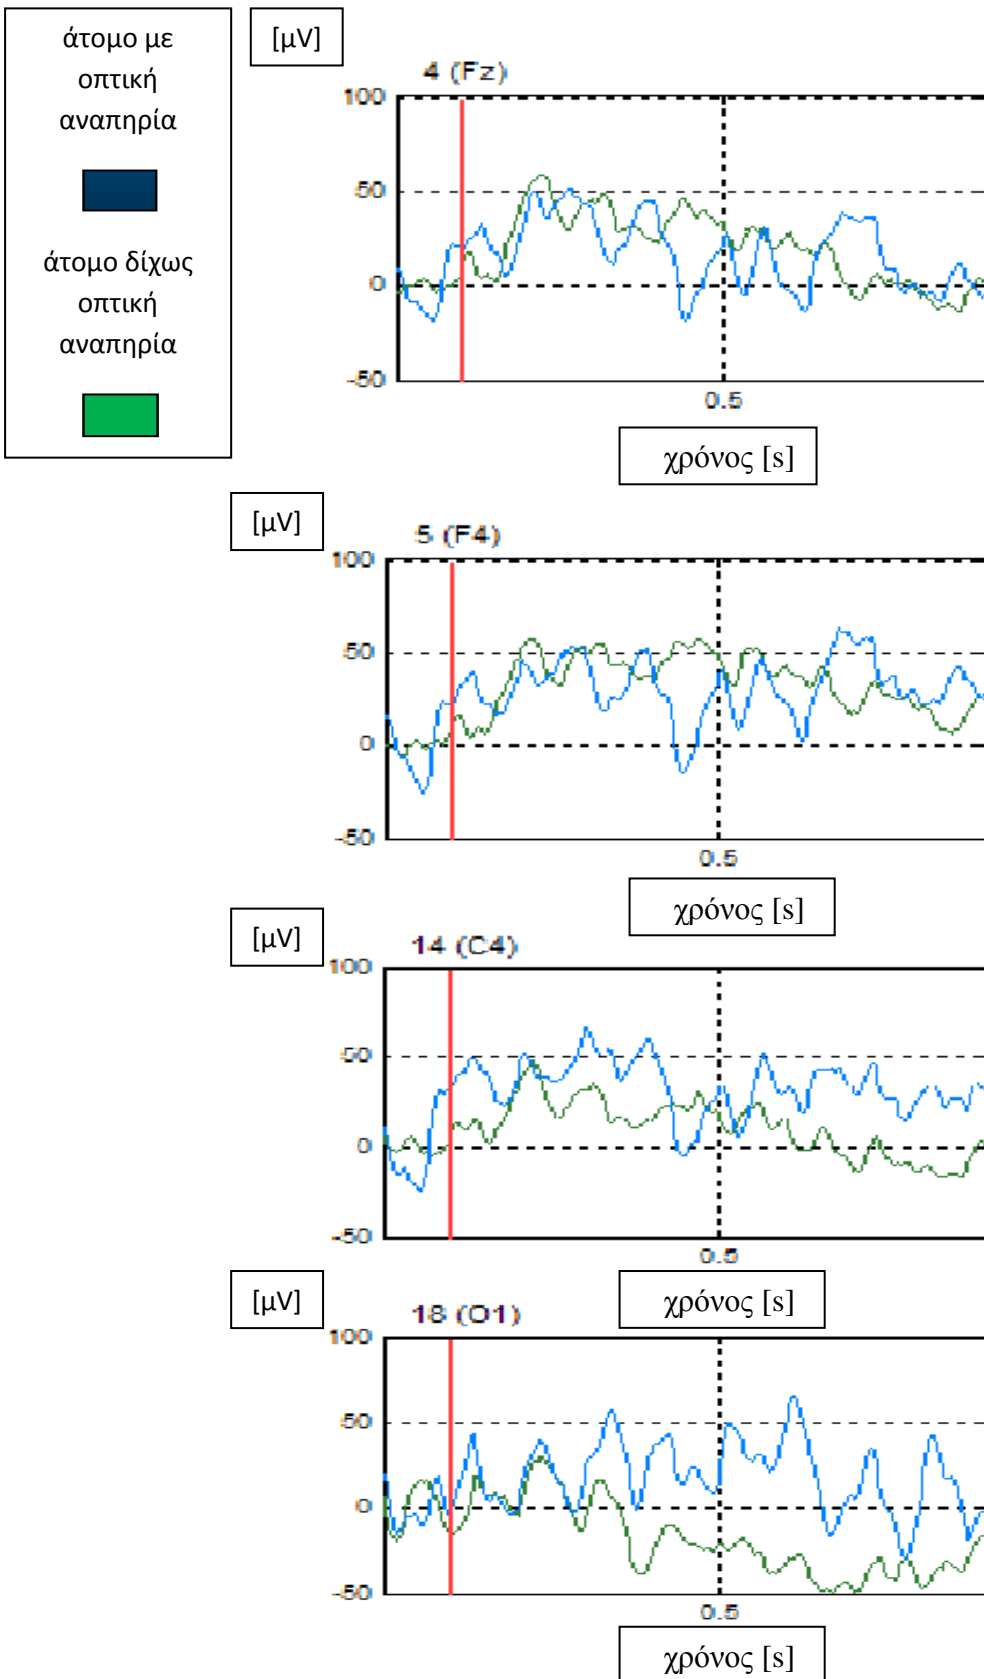 άτομο με
οπτική
αναπηρία
άτομο δίχως
οπτική
αναπηρία
[μV]
4 (Fz)
100
50
0
-50
0.5
χρόνος [s]
[μV]
5 (F4)
100
50
0
-50
0.5
χρόνος [s]
[μV]
14 (C4)
100
50
0
-50
0.5
χρόνος [s]
[μV]
18 (O1)
100
50
0
-50
0.5
χρόνος [s]